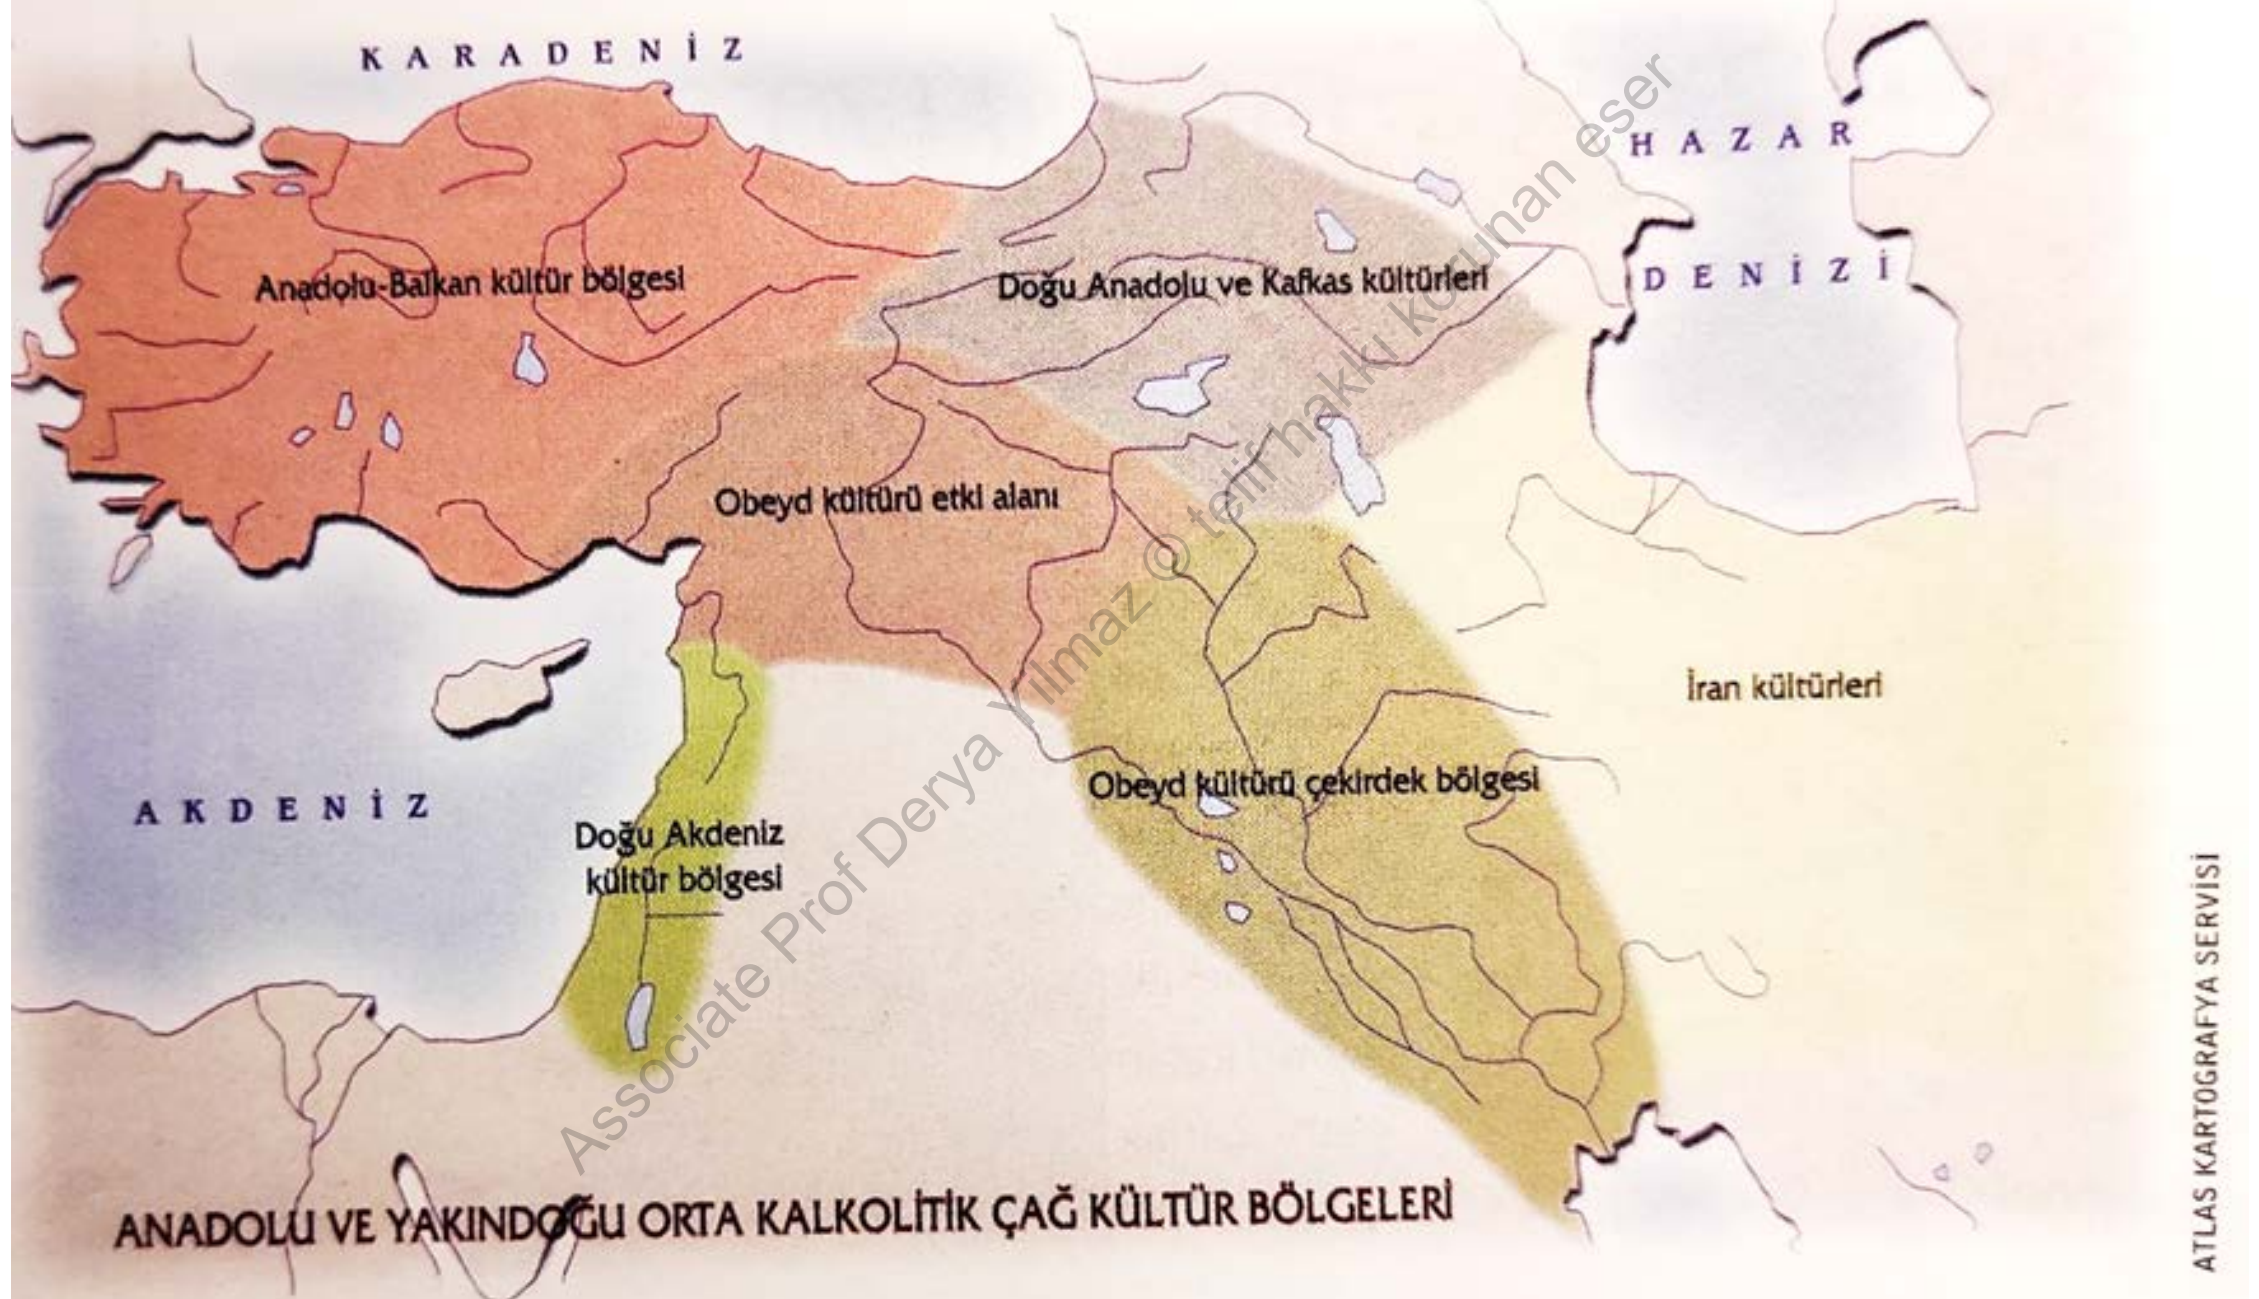 KARADENİZ
HAZAR
DENİZİ
Anadolu-Balkan kültür bölgesi
Doğu Anadolu ve Kafkas kültürleri
Obeyd kültürü etki alanı
İran kültürleri
Obeyd kültürü çekirdek bölgesi
AKDENİZ
Doğu Akdeniz
kültür bölgesi
ANADOLU VE YAKINDOĞU ORTA KALKOLİTİK ÇAĞ KÜLTÜR BÖLGELERİ
ATLAS KARTOGRAFYA SERVİSİ
Associate Prof Derya Yılmaz © telif hakkı korunan eser